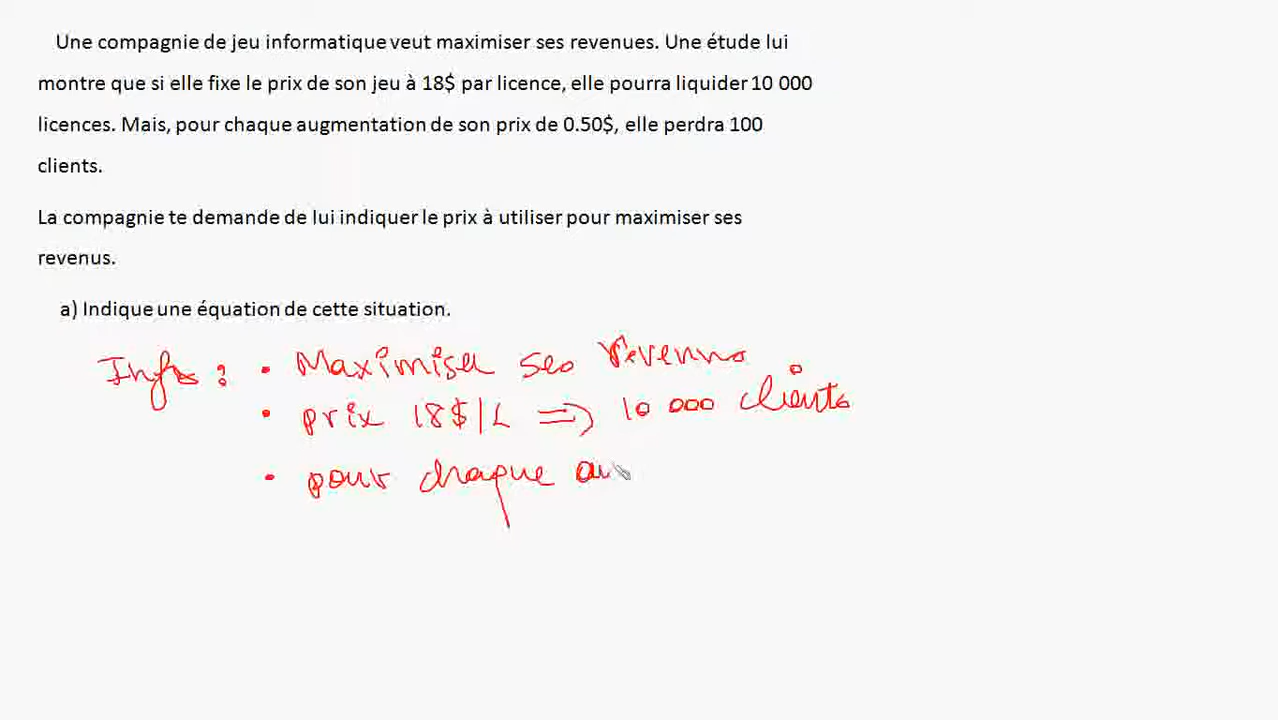 Une compagnie de jeu informatique veut maximiser ses revenues. Une étude lui
montre que si elle fixe le prix de son jeu à 18$ par licence, elle pourra liquider 10 000
licences. Mais, pour chaque augmentation de son prix de 0.50$, elle perdra 100
clients.
La compagnie te demande de lui indiquer le prix à utiliser pour maximiser ses
revenus.
a) Indique une équation de cette situation.
Infos : • Maximiser ses revenus
• prix 18$/L => 10 000 clients
• pour chaque au